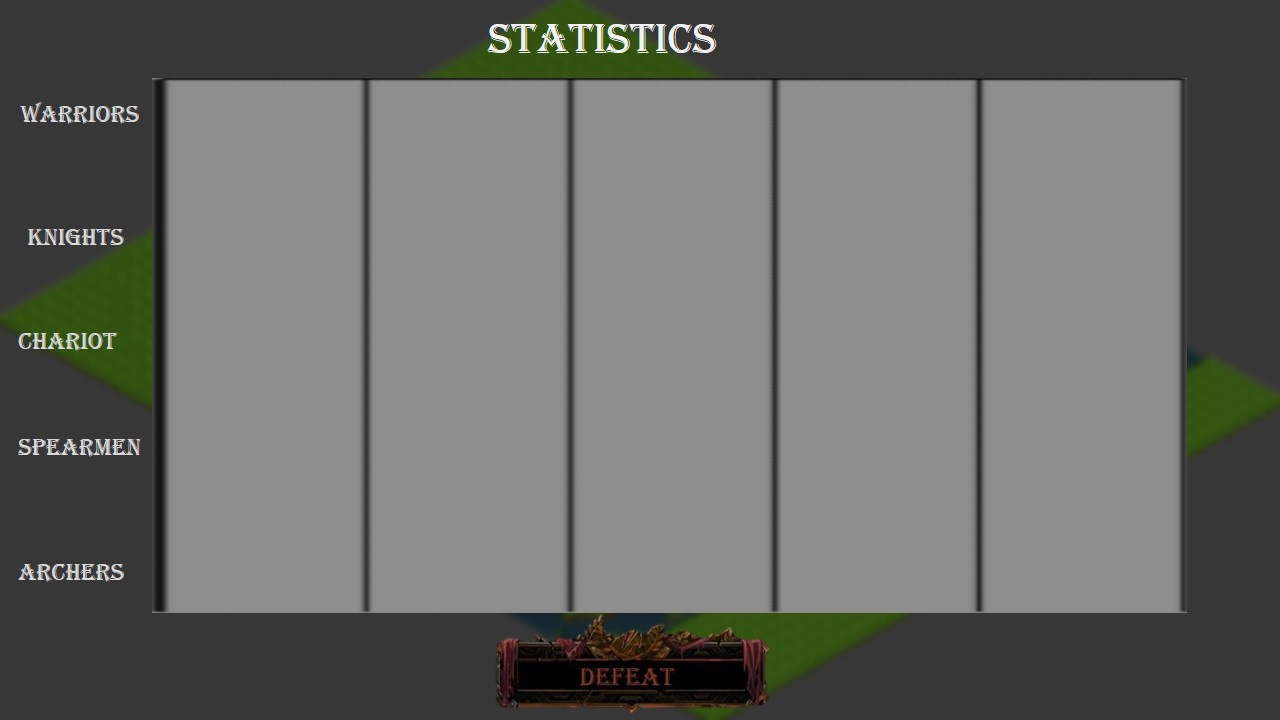 STATISTICS
WARRIORS
KNIGHTS
CHARIOT
SPEARMEN
ARCHERS
DEFEAT